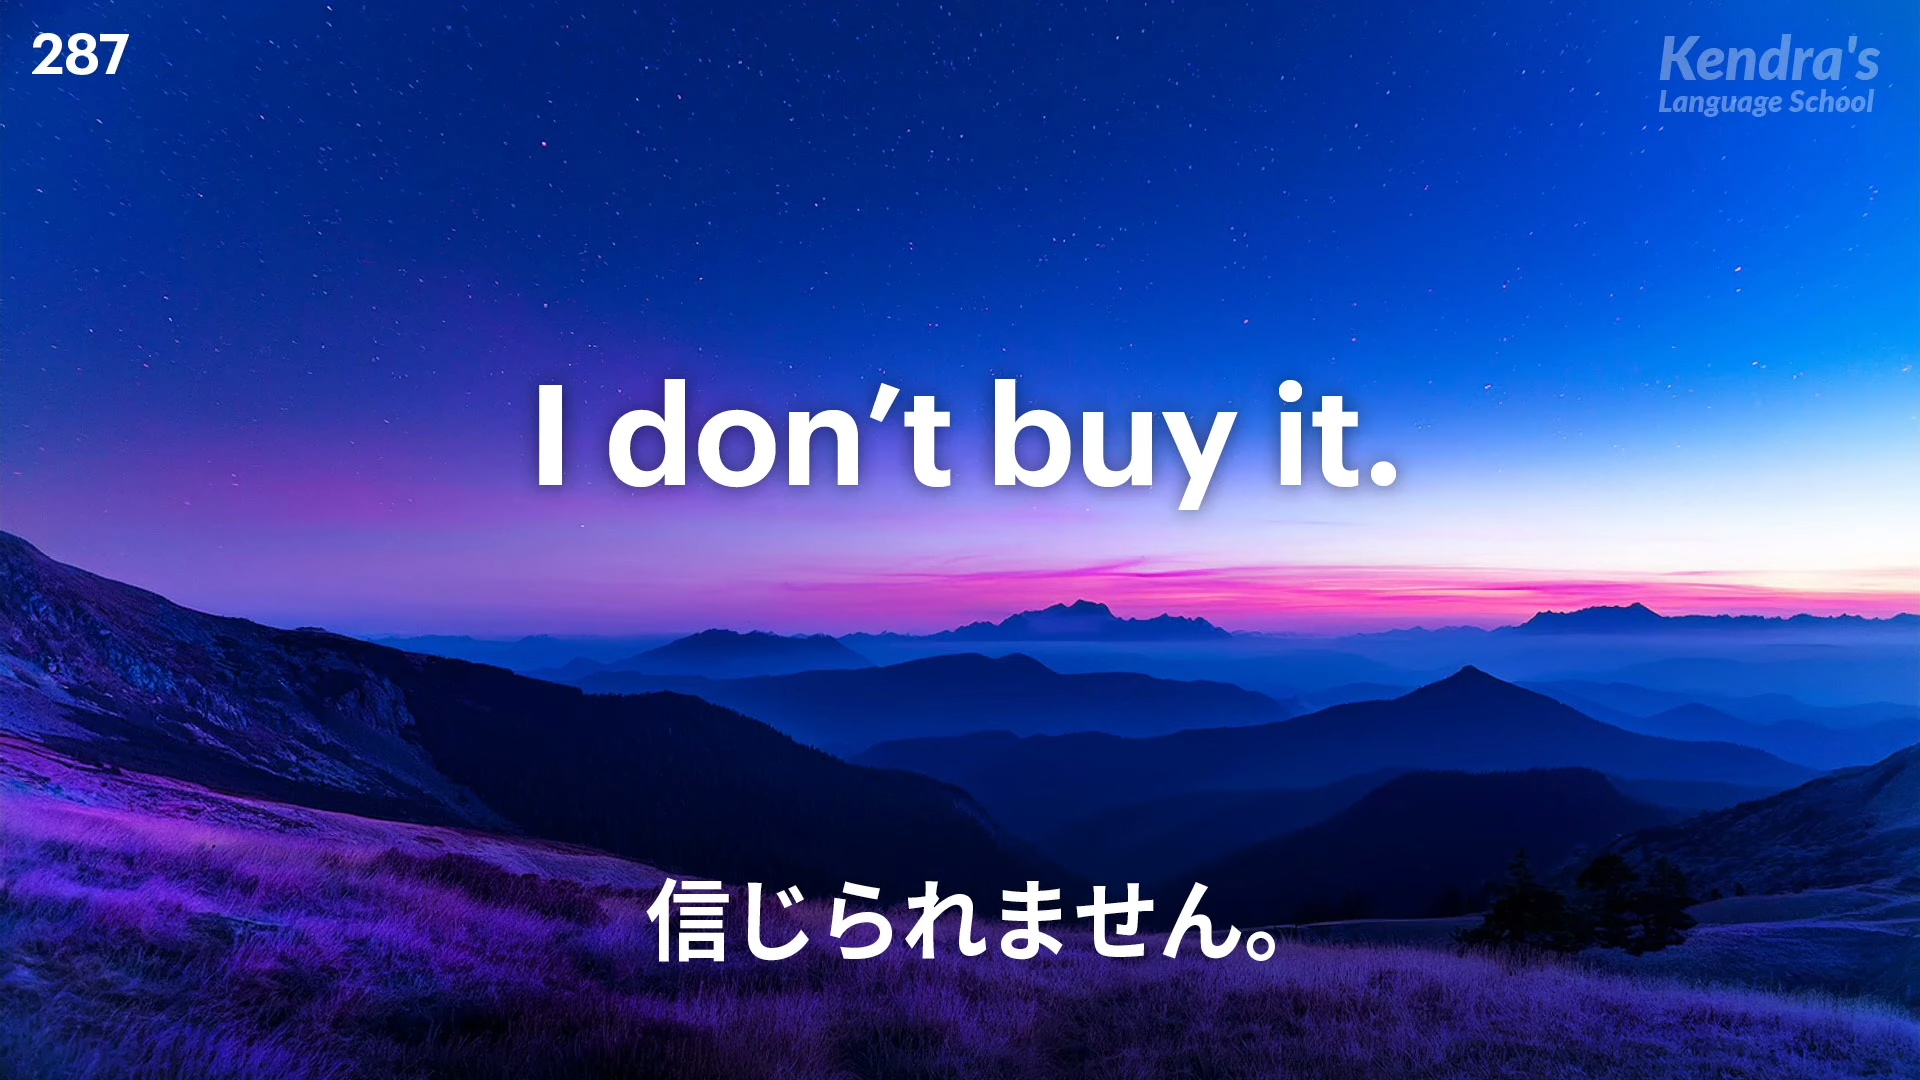 287
Kendra's
Language School
I don’t buy it.
信じられません。